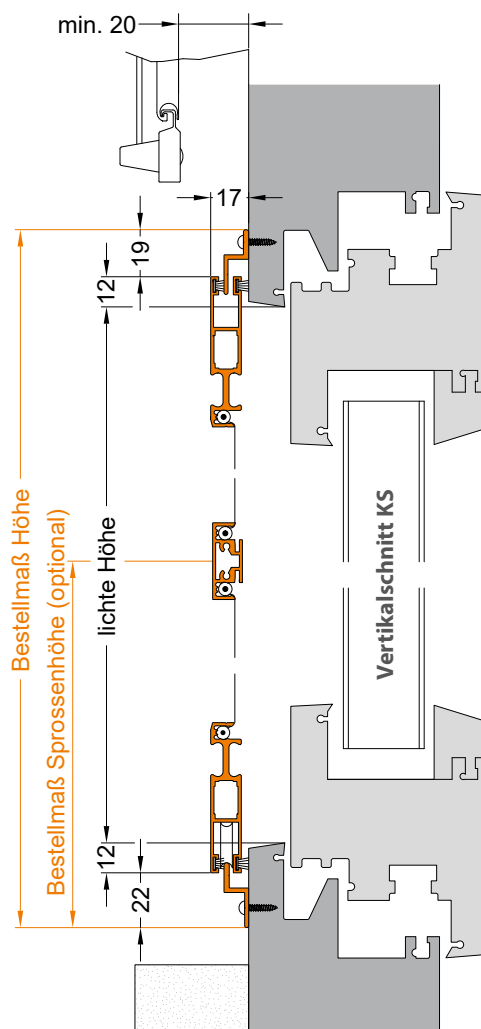 min. 20
17
19
12
Bestellmaß Höhe
Bestellmaß Sprossenhöhe (optional)
lichte Höhe
Vertikalschnitt KS
12
22